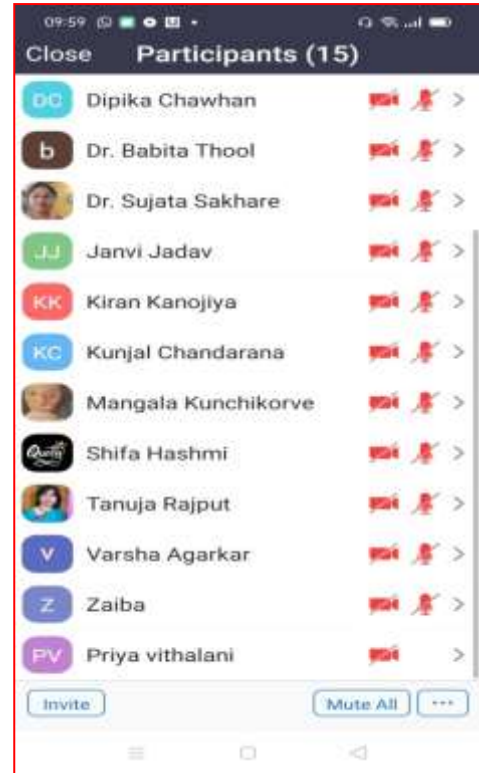 09:59
Close Participants (15)
DC Dipika Chawhan
b Dr. Babita Thool
Dr. Sujata Sakhare
JJ Janvi Jadav
KK Kiran Kanojiya
KC Kunjal Chandarana
Mangala Kunchikorve
Shifa Hashmi
Tanuja Rajput
V Varsha Agarkar
Z Zaiba
PV Priya vithalani
Invite Mute All ...